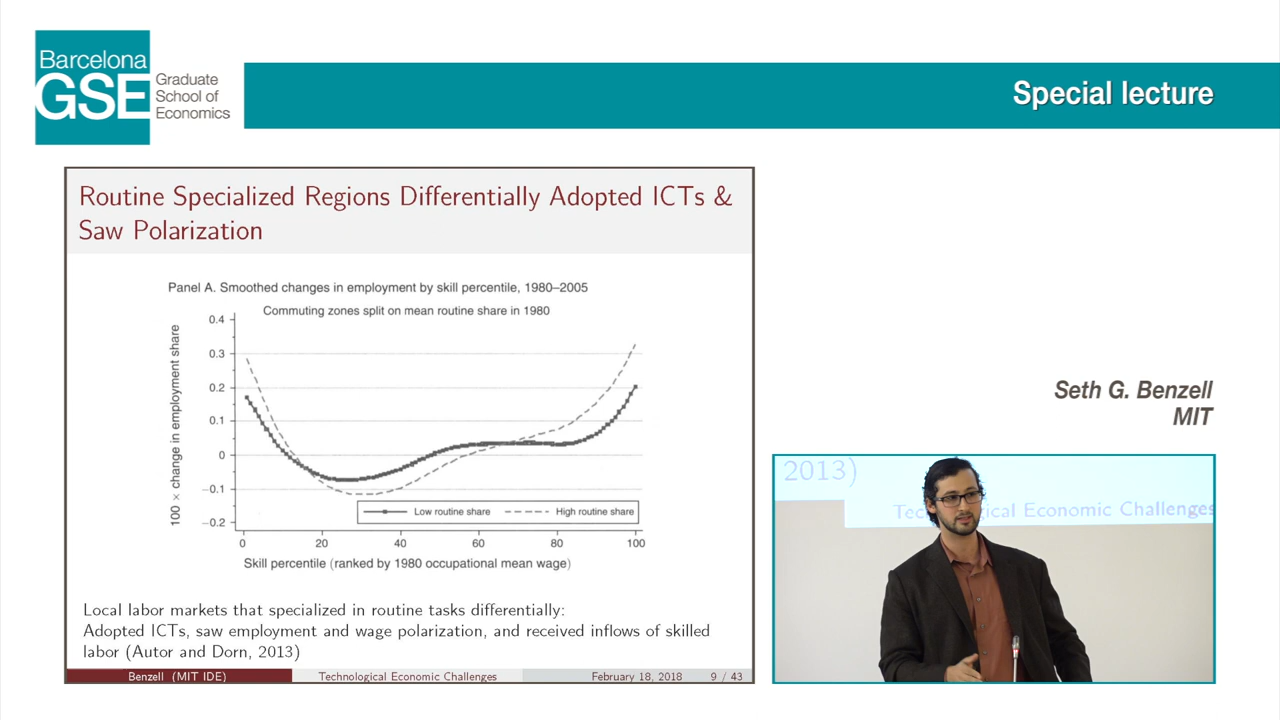 Barcelona
GSE
Graduate
School of
Economics
Special lecture
Routine Specialized Regions Differentially Adopted ICTs &
Saw Polarization
Panel A. Smoothed changes in employment by skill percentile, 1980–2005
Commuting zones split on mean routine share in 1980
100 × change in employment share
0.4
0.3
0.2
0.1
0
−0.1
−0.2
Low routine share
High routine share
0 20 40 60 80 100
Skill percentile (ranked by 1980 occupational mean wage)
Local labor markets that specialized in routine tasks differentially:
Adopted ICTs, saw employment and wage polarization, and received inflows of skilled
labor (Autor and Dorn, 2013)
Benzell (MIT IDE) Technological Economic Challenges February 18, 2018 9 / 43
Seth G. Benzell
MIT
2013)
Economic Challenges